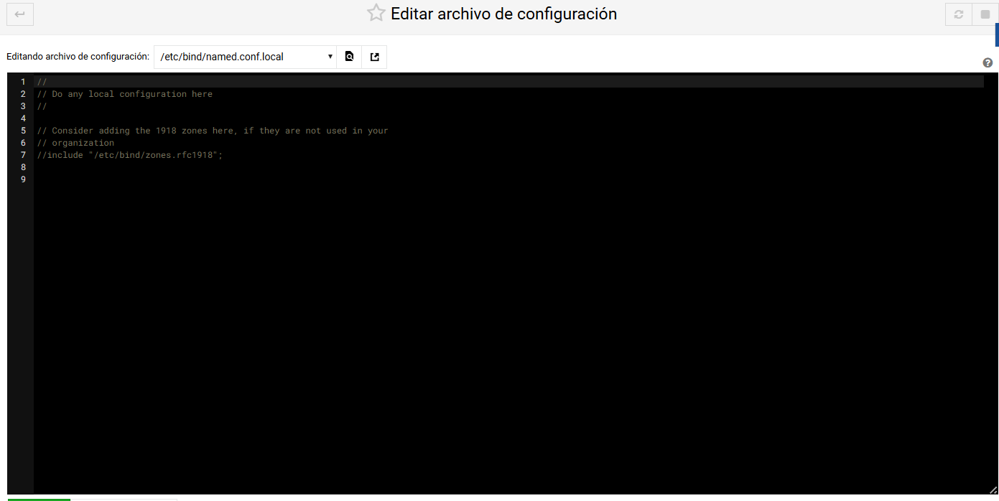 Editar archivo de configuración
Editando archivo de configuración: /etc/bind/named.conf.local
1 //
2 // Do any local configuration here
3 //
4
5 // Consider adding the 1918 zones here, if they are not used in your
6 // organization
7 //include "/etc/bind/zones.rfc1918";
8
9